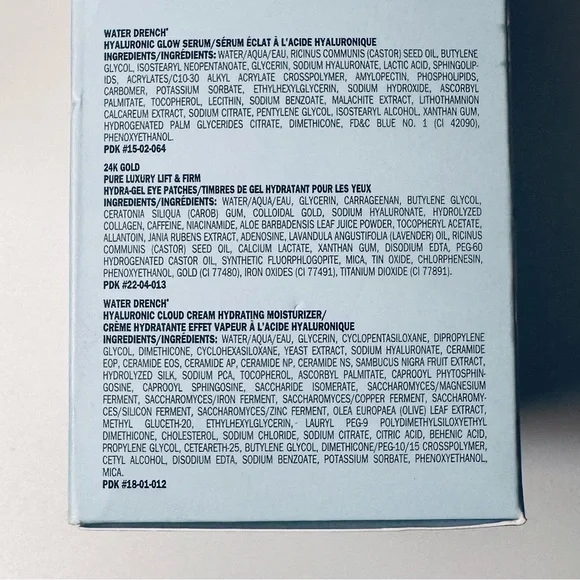 WATER DRENCH®
HYALURONIC GLOW SERUM/SÉRUM ÉCLAT À L'ACIDE HYALURONIQUE
INGREDIENTS/INGRÉDIENTS: WATER/AQUA/EAU, RICINUS COMMUNIS (CASTOR) SEED OIL, BUTYLENE
GLYCOL, ISOSTEARYL NEOPENTANOATE, GLYCERIN, SODIUM HYALURONATE, LACTIC ACID, SPHINGOLIP-
IDS, ACRYLATES/C10-30 ALKYL ACRYLATE CROSSPOLYMER, AMYLOPECTIN, PHOSPHOLIPIDS,
CARBOMER, POTASSIUM SORBATE, ETHYLHEXYLGLYCERIN, SODIUM HYDROXIDE, ASCORBYL
PALMITATE, TOCOPHEROL, LECITHIN, SODIUM BENZOATE, MALACHITE EXTRACT, LITHOTHAMNION
CALCAREUM EXTRACT, SODIUM CITRATE, PENTYLENE GLYCOL, ISOSTEARYL ALCOHOL, XANTHAN GUM,
HYDROGENATED PALM GLYCERIDES CITRATE, DIMETHICONE, FD&C BLUE NO. 1 (CI 42090),
PHENOXYETHANOL.
PDK #15-02-064
24K GOLD
PURE LUXURY LIFT & FIRM
HYDRA-GEL EYE PATCHES/TIMBRES DE GEL HYDRATANT POUR LES YEUX
INGREDIENTS/INGRÉDIENTS: WATER/AQUA/EAU, GLYCERIN, CARRAGEENAN, BUTYLENE GLYCOL,
CERATONIA SILIQUA (CAROB) GUM, COLLOIDAL GOLD, SODIUM HYALURONATE, HYDROLYZED
COLLAGEN, CAFFEINE, NIACINAMIDE, ALOE BARBADENSIS LEAF JUICE POWDER, TOCOPHERYL ACETATE,
ALLANTOIN, JANIA RUBENS EXTRACT, ADENOSINE, LAVANDULA ANGUSTIFOLIA (LAVENDER) OIL, RICINUS
COMMUNIS (CASTOR) SEED OIL, CALCIUM LACTATE, XANTHAN GUM, DISODIUM EDTA, PEG-60
HYDROGENATED CASTOR OIL, SYNTHETIC FLUORPHLOGOPITE, MICA, TIN OXIDE, CHLORPHENESIN,
PHENOXYETHANOL, GOLD (CI 77480), IRON OXIDES (CI 77491), TITANIUM DIOXIDE (CI 77891).
PDK #22-04-013
WATER DRENCH®
HYALURONIC CLOUD CREAM HYDRATING MOISTURIZER/
CRÈME HYDRATANTE EFFET VAPEUR À L'ACIDE HYALURONIQUE
INGREDIENTS/INGRÉDIENTS: WATER/AQUA/EAU, GLYCERIN, CYCLOPENTASILOXANE, DIPROPYLENE
GLYCOL, DIMETHICONE, CYCLOHEXASILOXANE, YEAST EXTRACT, SODIUM HYALURONATE, CERAMIDE
EOP, CERAMIDE EOS, CERAMIDE AP, CERAMIDE NP, CERAMIDE NS, SAMBUCUS NIGRA FRUIT EXTRACT,
HYDROLYZED SILK, SODIUM PCA, TOCOPHEROL, ASCORBYL PALMITATE, CAPROOYL PHYTOSPHIN-
GOSINE, CAPROOYL SPHINGOSINE, SACCHARIDE ISOMERATE, SACCHAROMYCES/MAGNESIUM
FERMENT, SACCHAROMYCES/IRON FERMENT, SACCHAROMYCES/COPPER FERMENT, SACCHAROMY-
CES/SILICON FERMENT, SACCHAROMYCES/ZINC FERMENT, OLEA EUROPAEA (OLIVE) LEAF EXTRACT,
METHYL GLUCETH-20, ETHYLHEXYLGLYCERIN, LAURYL PEG-9 POLYDIMETHYLSILOXYETHYL
DIMETHICONE, CHOLESTEROL, SODIUM CHLORIDE, SODIUM CITRATE, CITRIC ACID, BEHENIC ACID,
PROPYLENE GLYCOL, CETEARETH-25, BUTYLENE GLYCOL, DIMETHICONE/PEG-10/15 CROSSPOLYMER,
CETYL ALCOHOL, DISODIUM EDTA, SODIUM BENZOATE, POTASSIUM SORBATE, PHENOXYETHANOL,
MICA.
PDK #18-01-012